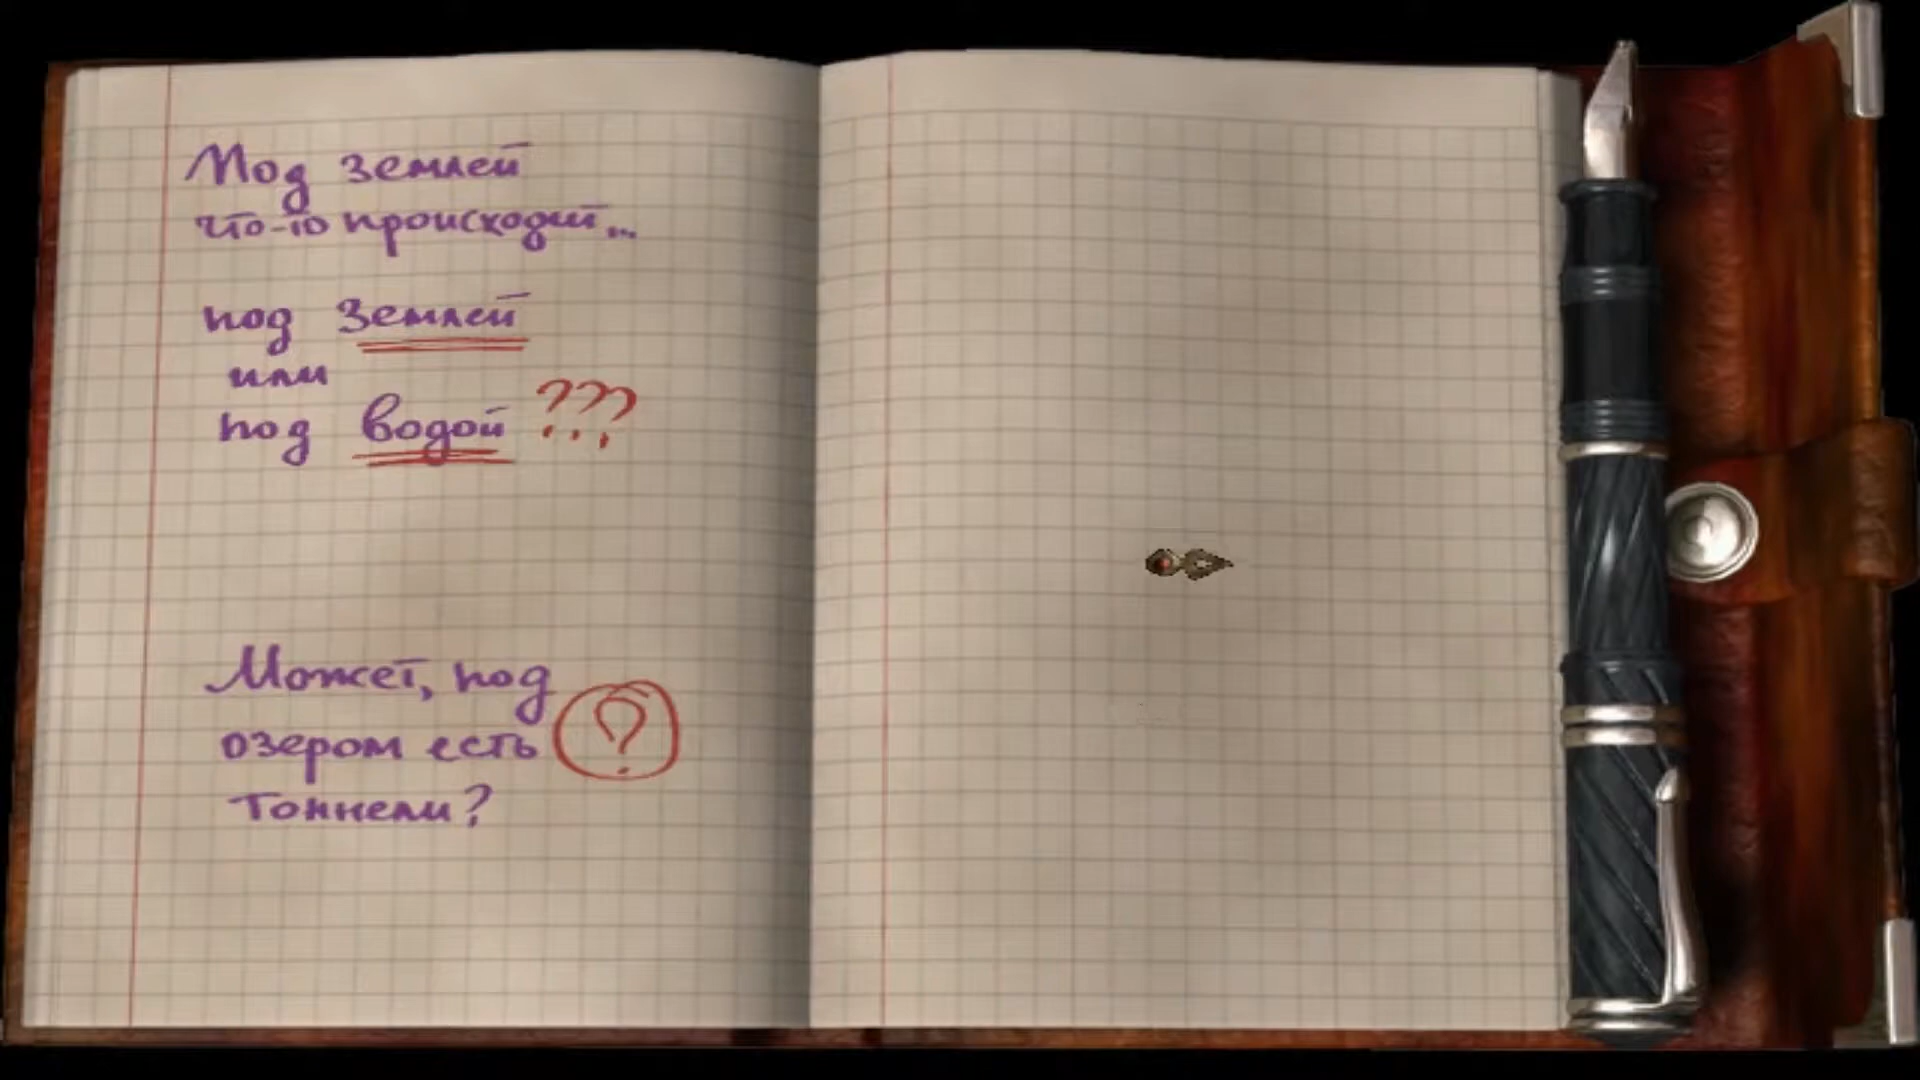 Под землей
что-то происходит...
под землей
или
под водой ???
Может, под
озером есть ?
тоннели?